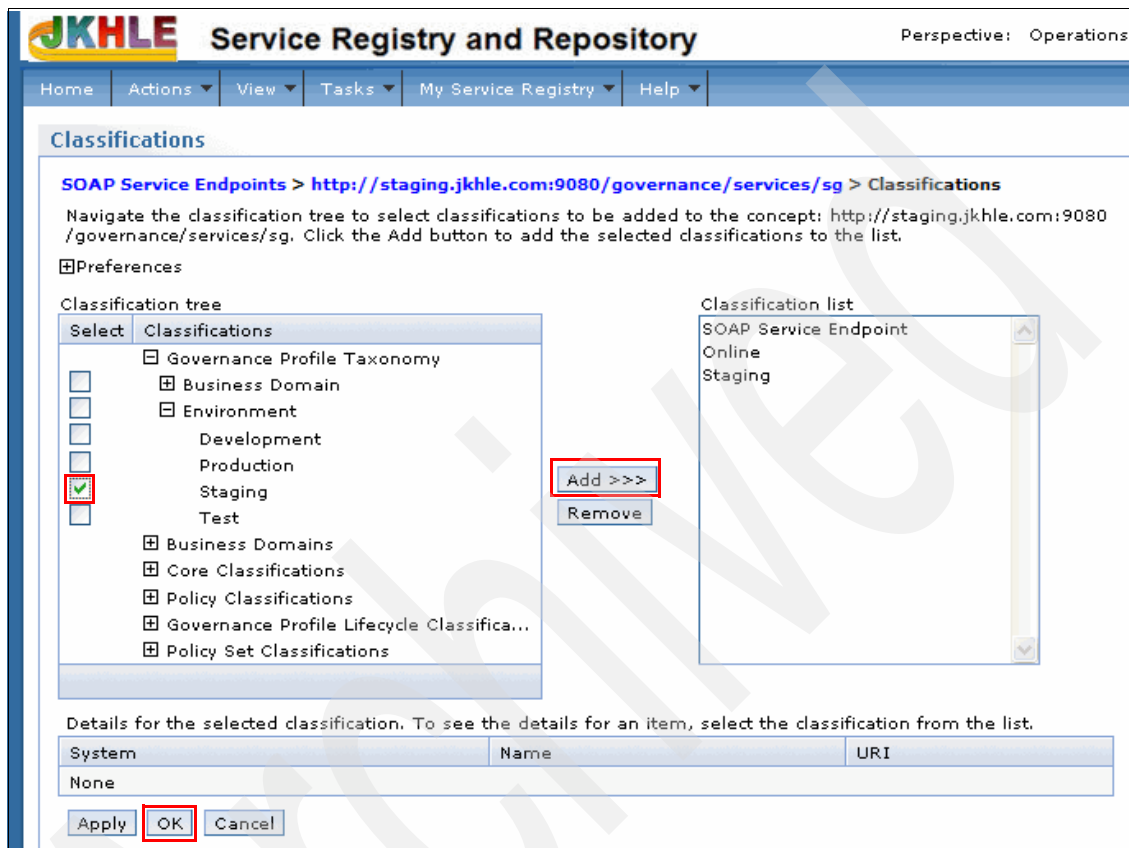 JKHLE Service Registry and Repository Perspective: Operations
Home Actions View Tasks My Service Registry Help
Classifications
SOAP Service Endpoints > http://staging.jkhle.com:9080/governance/services/sg > Classifications
Navigate the classification tree to select classifications to be added to the concept: http://staging.jkhle.com:9080
/governance/services/sg. Click the Add button to add the selected classifications to the list.
Preferences
Classification tree
Select Classifications
Governance Profile Taxonomy
Business Domain
Environment
Development
Production
Staging
Test
Business Domains
Core Classifications
Policy Classifications
Governance Profile Lifecycle Classifica...
Policy Set Classifications
Add >>>
Remove
Classification list
SOAP Service Endpoint
Online
Staging
Details for the selected classification. To see the details for an item, select the classification from the list.
System Name URI
None
Apply OK Cancel